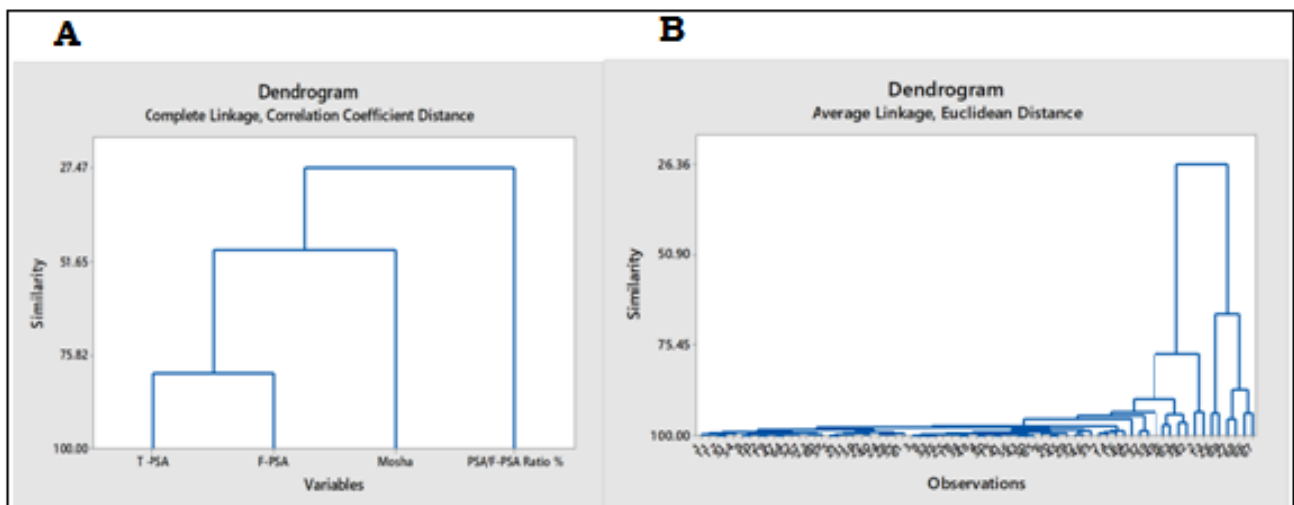 A
Dendrogram
Complete Linkage, Correlation Coefficient Distance
27.47
51.65
75.82
100.00
Similarity
T -PSA
F-PSA
Mosha
PSA/F-PSA Ratio %
Variables
B
Dendrogram
Average Linkage, Euclidean Distance
26.36
50.90
75.45
100.00
Similarity
Observations